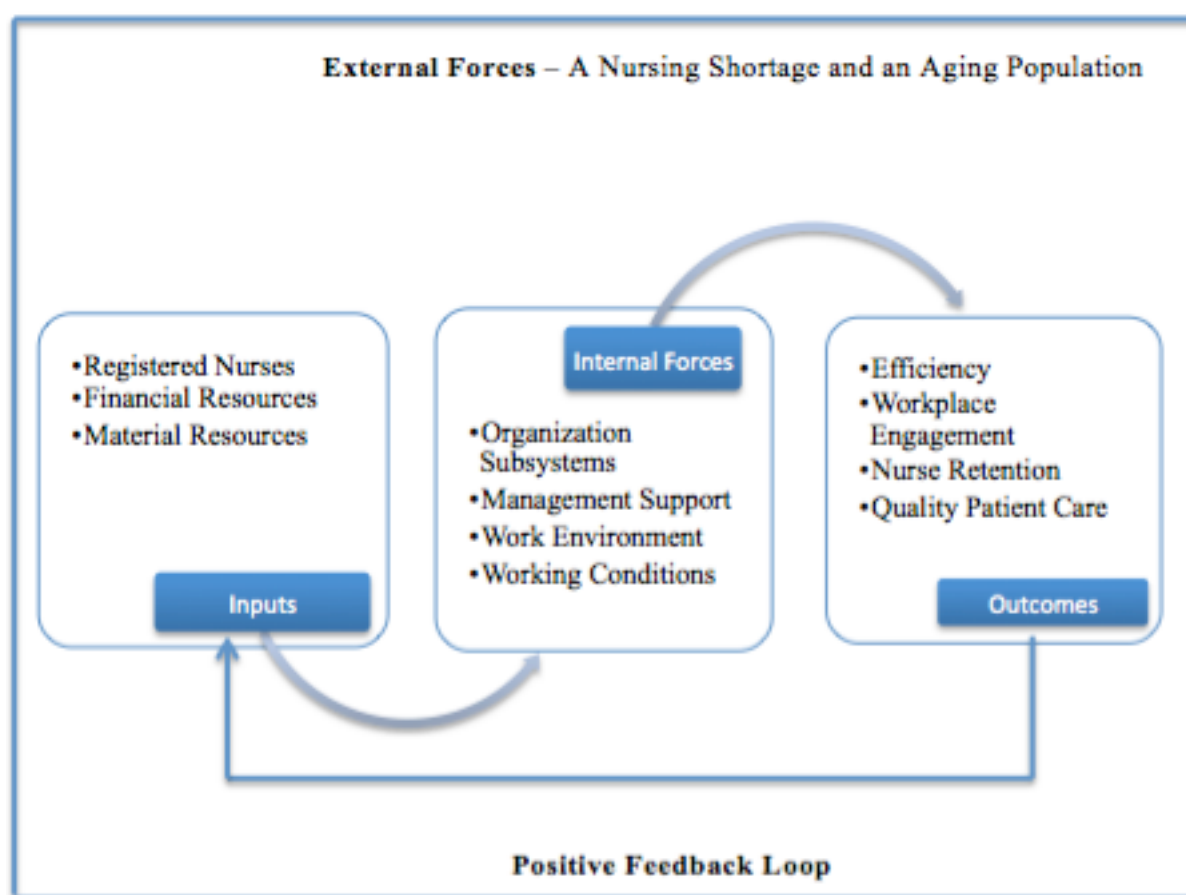 External Forces – A Nursing Shortage and an Aging Population
•Registered Nurses
•Financial Resources
•Material Resources
Inputs
Internal Forces
•Organization
Subsystems
•Management Support
•Work Environment
•Working Conditions
•Efficiency
•Workplace
Engagement
•Nurse Retention
•Quality Patient Care
Outcomes
Positive Feedback Loop